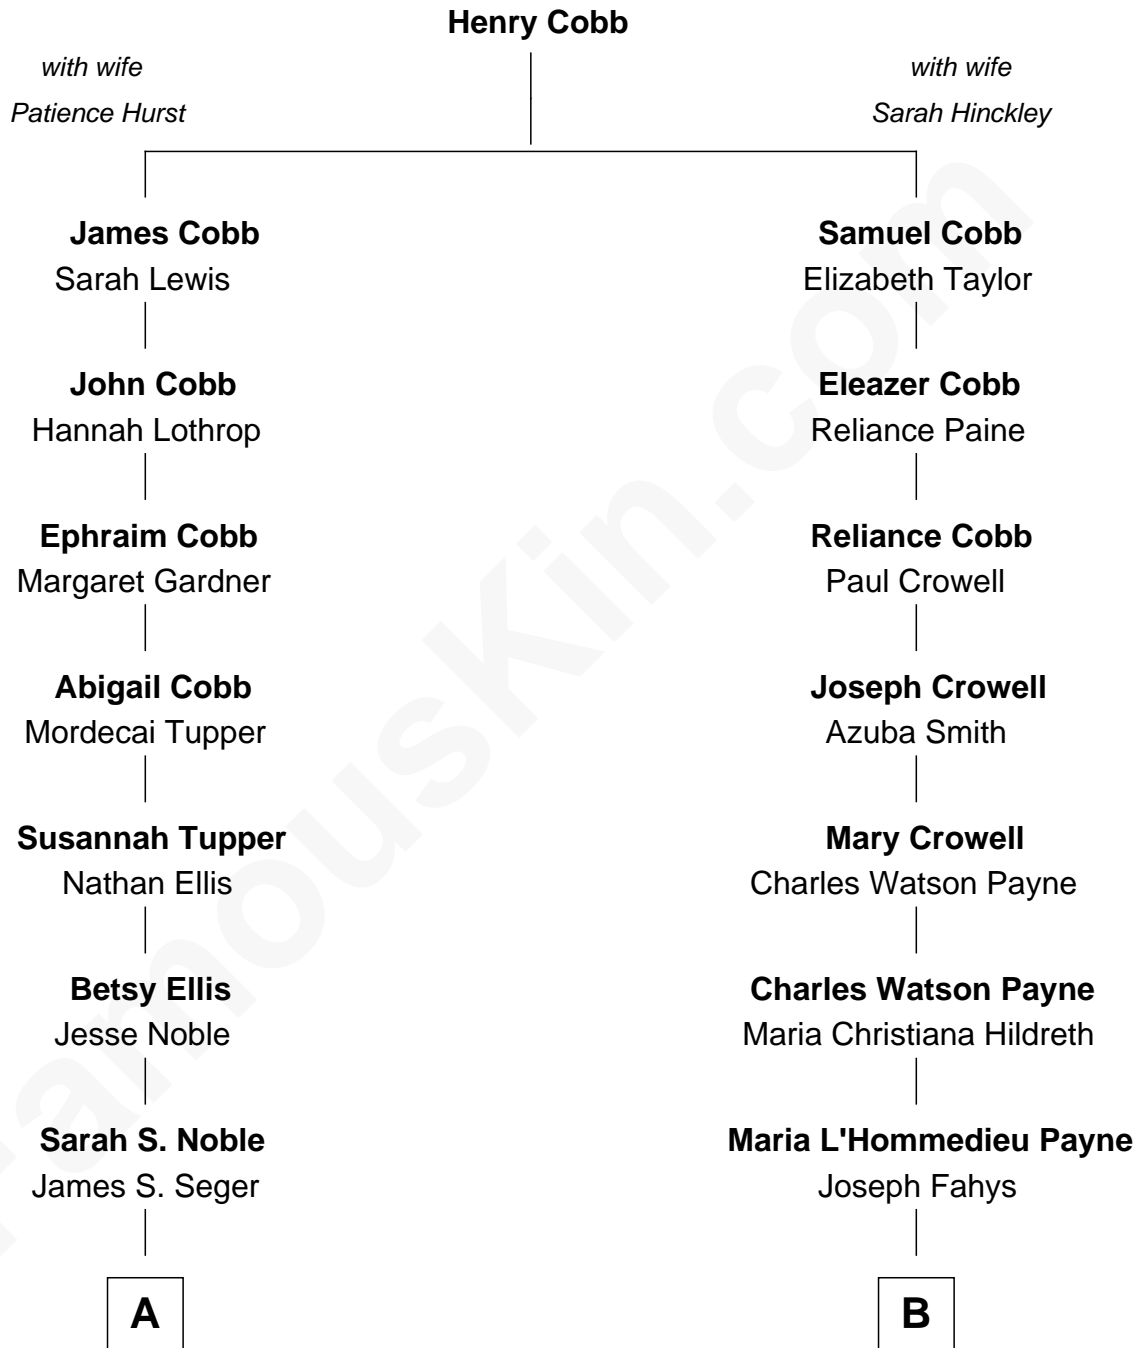 Henry Cobb
with wife
Patience Hurst
with wife
Sarah Hinckley
James Cobb
Sarah Lewis
Samuel Cobb
Elizabeth Taylor
John Cobb
Hannah Lothrop
Eleazer Cobb
Reliance Paine
Ephraim Cobb
Margaret Gardner
Reliance Cobb
Paul Crowell
Abigail Cobb
Mordecai Tupper
Joseph Crowell
Azuba Smith
Susannah Tupper
Nathan Ellis
Mary Crowell
Charles Watson Payne
Betsy Ellis
Jesse Noble
Charles Watson Payne
Maria Christiana Hildreth
Sarah S. Noble
James S. Seger
Maria L'Hommedieu Payne
Joseph Fahys
A
B
FamousKin.com